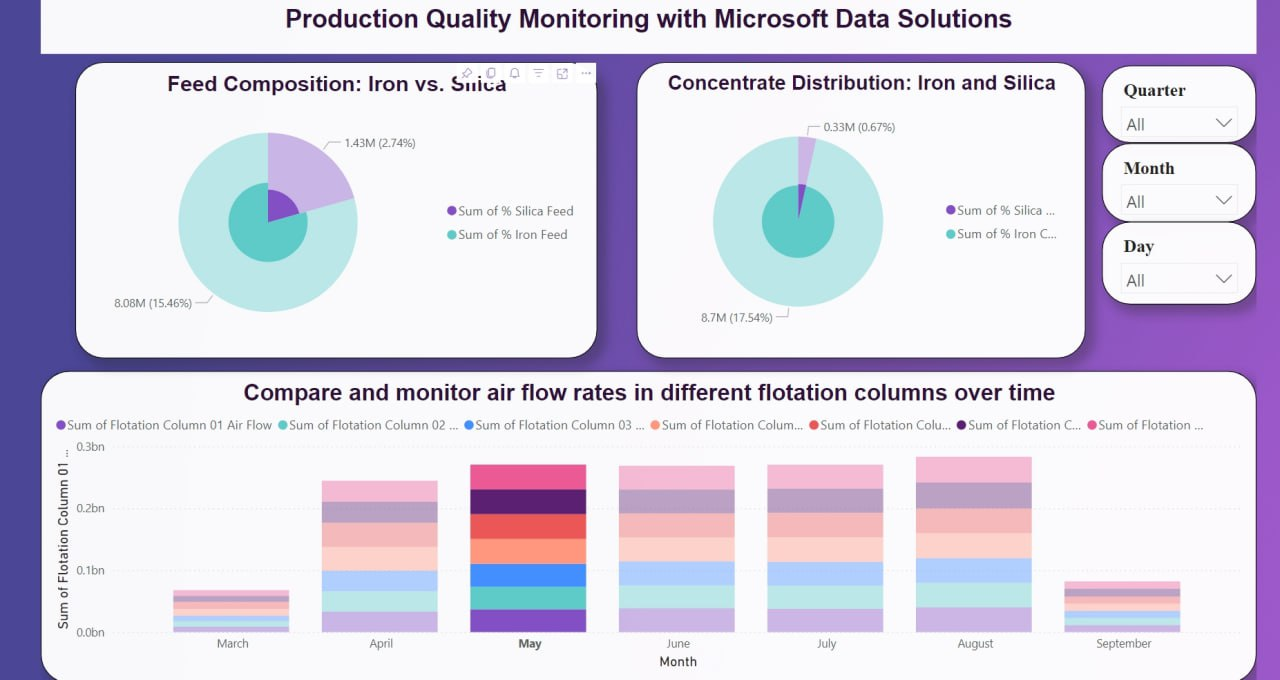 Production Quality Monitoring with Microsoft Data Solutions
Feed Composition: Iron vs. Silica
1.43M (2.74%)
Sum of % Silica Feed
Sum of % Iron Feed
8.08M (15.46%)
Concentrate Distribution: Iron and Silica
0.33M (0.67%)
Sum of % Silica ...
Sum of % Iron C...
8.7M (17.54%)
Quarter
All
Month
All
Day
All
Compare and monitor air flow rates in different flotation columns over time
Sum of Flotation Column 01 Air Flow Sum of Flotation Column 02 ... Sum of Flotation Column 03 ... Sum of Flotation Colum... Sum of Flotation Colu... Sum of Flotation C... Sum of Flotation ...
Sum of Flotation Column 01 ...
0.3bn
0.2bn
0.1bn
0.0bn
March April May June July August September
Month